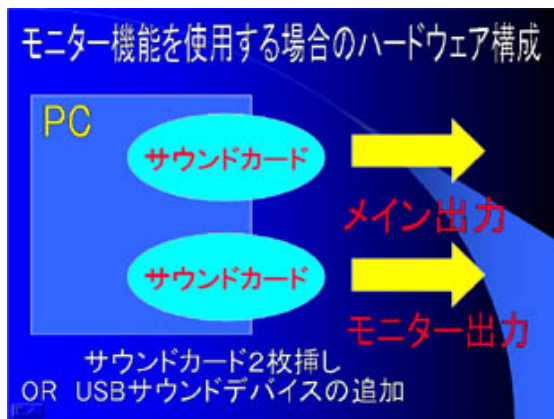 モニター機能を使用する場合のハードウェア構成
PC
サウンドカード
メイン出力
サウンドカード
モニター出力
サウンドカード2枚挿し
OR USBサウンドデバイスの追加